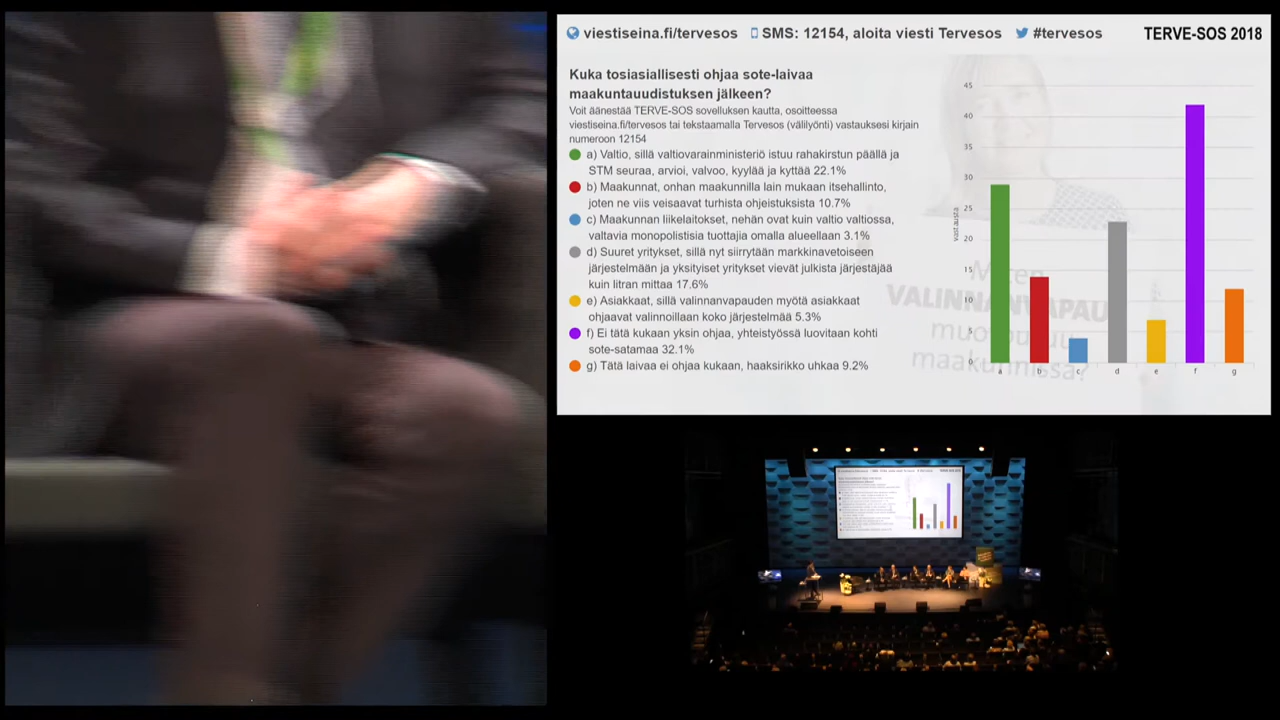 viestiseina.fi/tervesos SMS: 12154, aloita viesti Tervesos #tervesos TERVE-SOS 2018
Kuka tosiasiallisesti ohjaa sote-laivaa
maakuntauudistuksen jälkeen?
Voit äänestää TERVE-SOS sovelluksen kautta, osoitteessa
viestiseina.fi/tervesos tai tekstaamalla Tervesos (välilyönti) vastauksesi kirjain
numeroon 12154
a) Valtio, sillä valtiovarainministeriö istuu rahakirstun päällä ja
STM seuraa, arvioi, valvoo, kyylää ja kyttää 22.1%
b) Maakunnat, onhan maakunnilla lain mukaan itsehallinto,
joten ne viis veisaavat turhista ohjeistuksista 10.7%
c) Maakunnan liikelaitokset, nehän ovat kuin valtio valtiossa,
valtavia monopolistisia tuottajia omalla alueellaan 3.1%
d) Suuret yritykset, sillä nyt siirrytään markkinavetoiseen
järjestelmään ja yksityiset yritykset vievät julkista järjestäjää
kuin litran mittaa 17.6%
e) Asiakkaat, sillä valinnanvapauden myötä asiakkaat
ohjaavat valinnoillaan koko järjestelmää 5.3%
f) Ei tätä kukaan yksin ohjaa, yhteistyössä luovitaan kohti
sote-satamaa 32.1%
g) Tätä laivaa ei ohjaa kukaan, haaksirikko uhkaa 9.2%
45
40
35
30
25
20
15
10
5
0
vastausta
a b c d e f g
Miten
VALINNANVAPAU
maakunnissa?